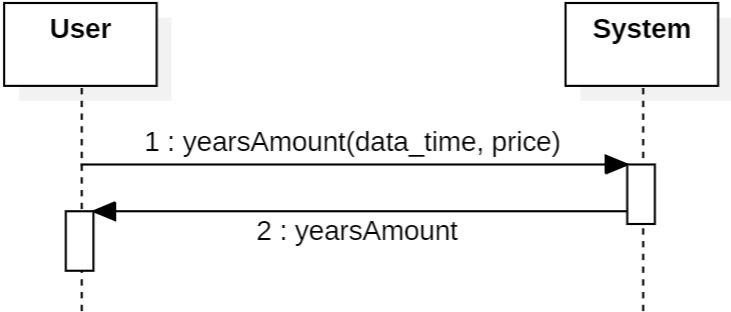 User
System
1 : yearsAmount(data_time, price)
2 : yearsAmount